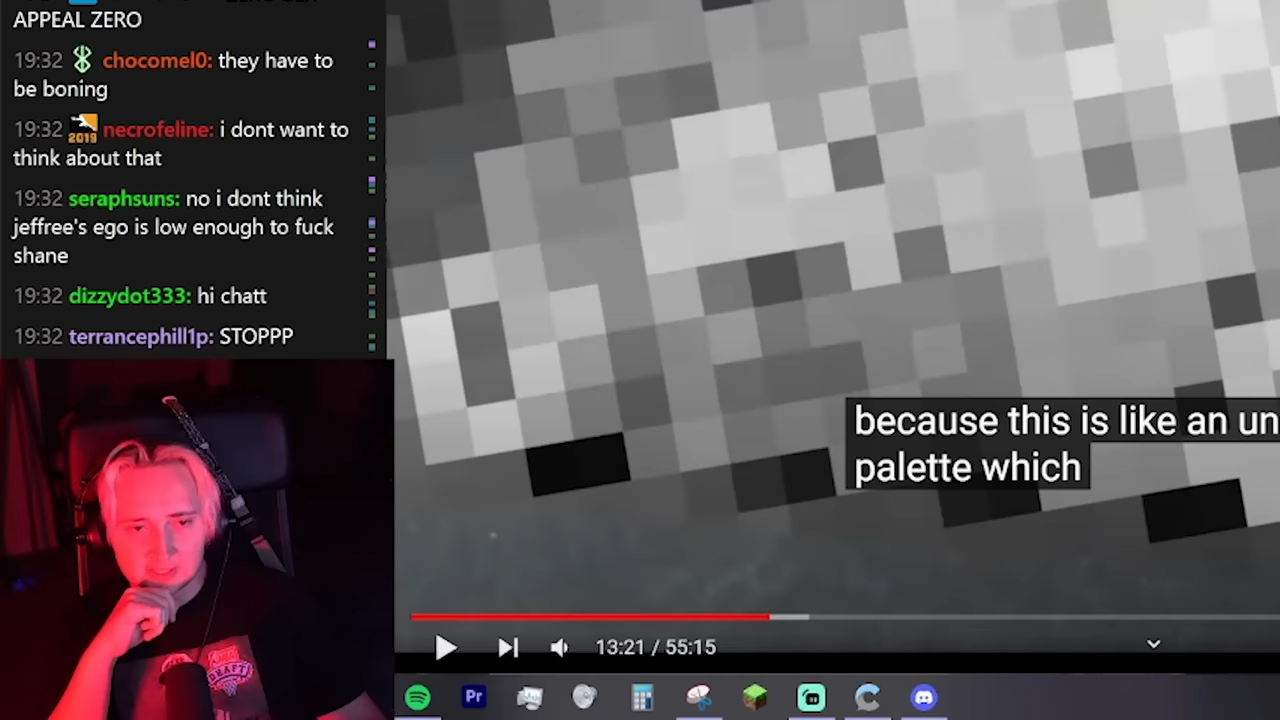 APPEAL ZERO
19:32 chocomel0: they have to
be boning
19:32 2019 necrofeline: i dont want to
think about that
19:32 seraphsuns: no i dont think
jeffree's ego is low enough to fuck
shane
19:32 dizzydot333: hi chatt
19:32 terrancephill1p: STOPPP
because this is like an un
palette which
DRAFT
13:21 / 55:15
Pr